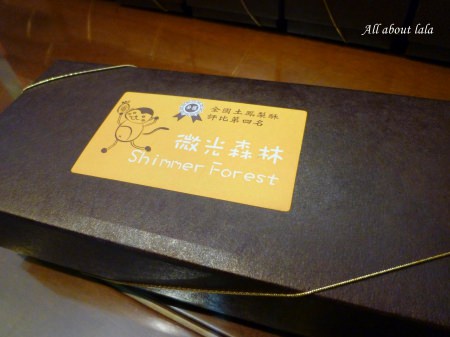 All about lala
全國土鳳梨酥
評比第四名
微光森林
Shimmer Forest